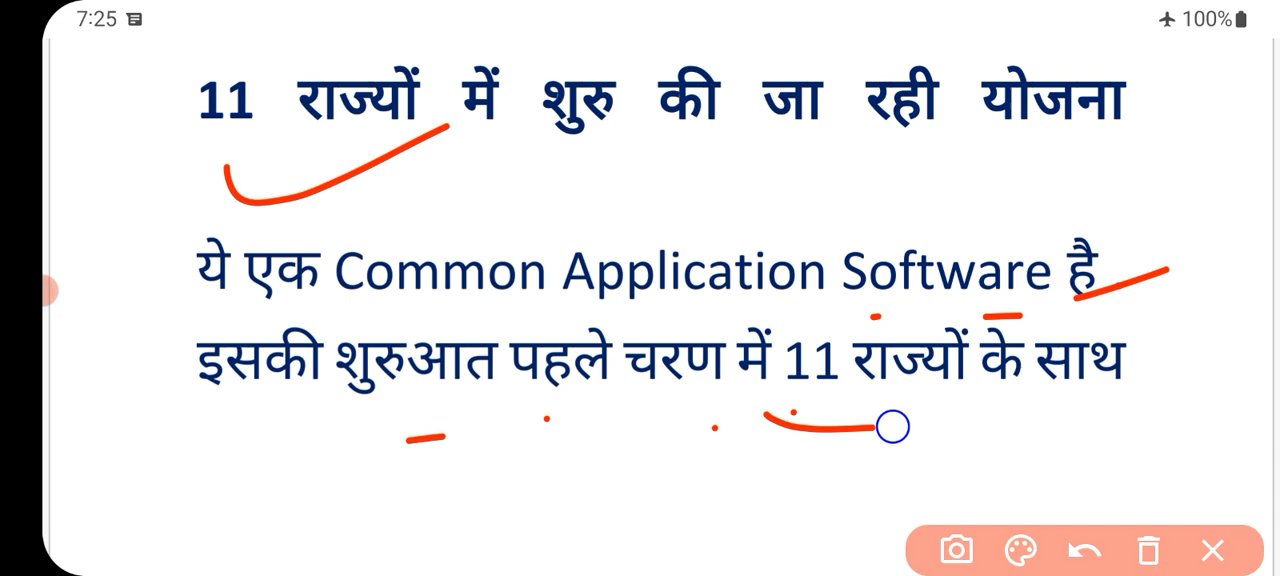 7:25
100%
11 राज्यों में शुरु की जा रही योजना
ये एक Common Application Software है
इसकी शुरुआत पहले चरण में 11 राज्यों के साथ